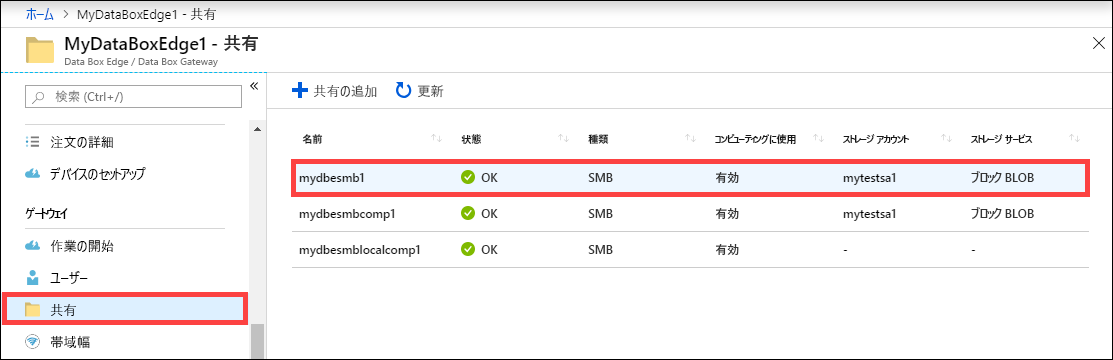 ホーム > MyDataBoxEdge1 - 共有
MyDataBoxEdge1 - 共有
Data Box Edge / Data Box Gateway
検索 (Ctrl+/)
注文の詳細
デバイスのセットアップ
ゲートウェイ
作業の開始
ユーザー
共有
帯域幅
共有の追加 更新
名前 状態 種類 コンピューティングに使用 ストレージ アカウント ストレージ サービス
mydbesmb1 OK SMB 有効 mytestsa1 ブロック BLOB
mydbesmbcomp1 OK SMB 有効 mytestsa1 ブロック BLOB
mydbesmblocalcomp1 OK SMB 有効 - -